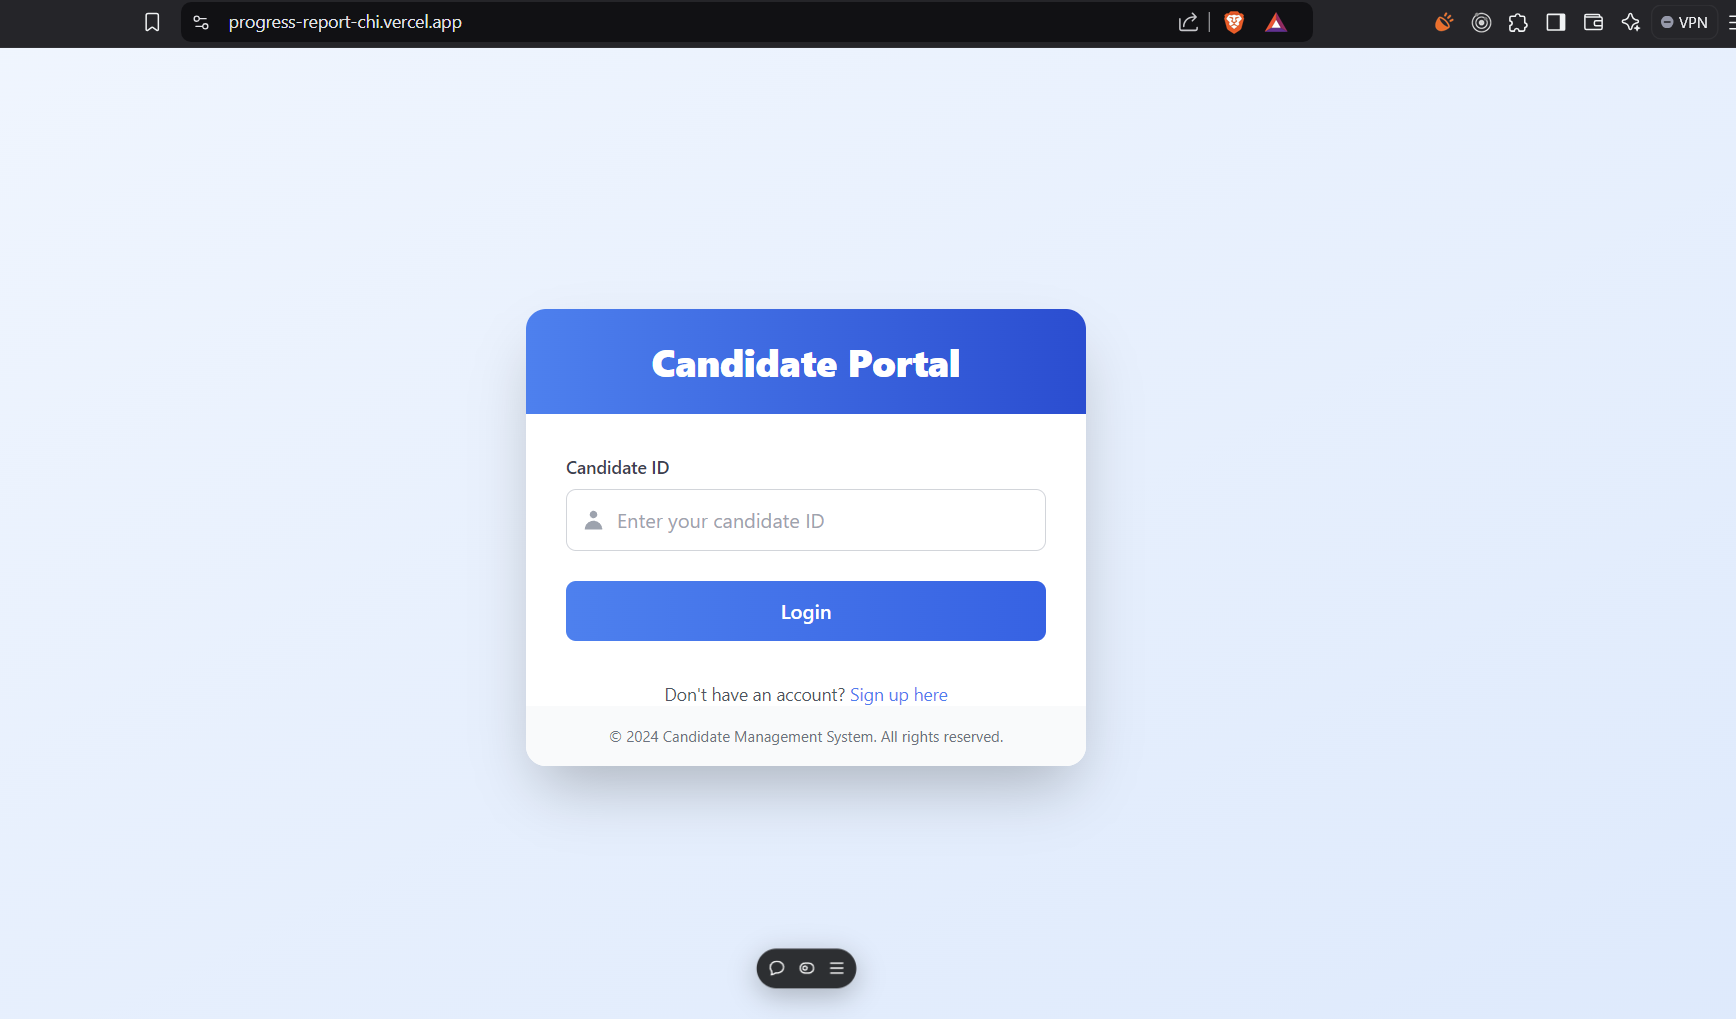 progress-report-chi.vercel.app
VPN
Candidate Portal
Candidate ID
Enter your candidate ID
Login
Don't have an account? Sign up here
© 2024 Candidate Management System. All rights reserved.